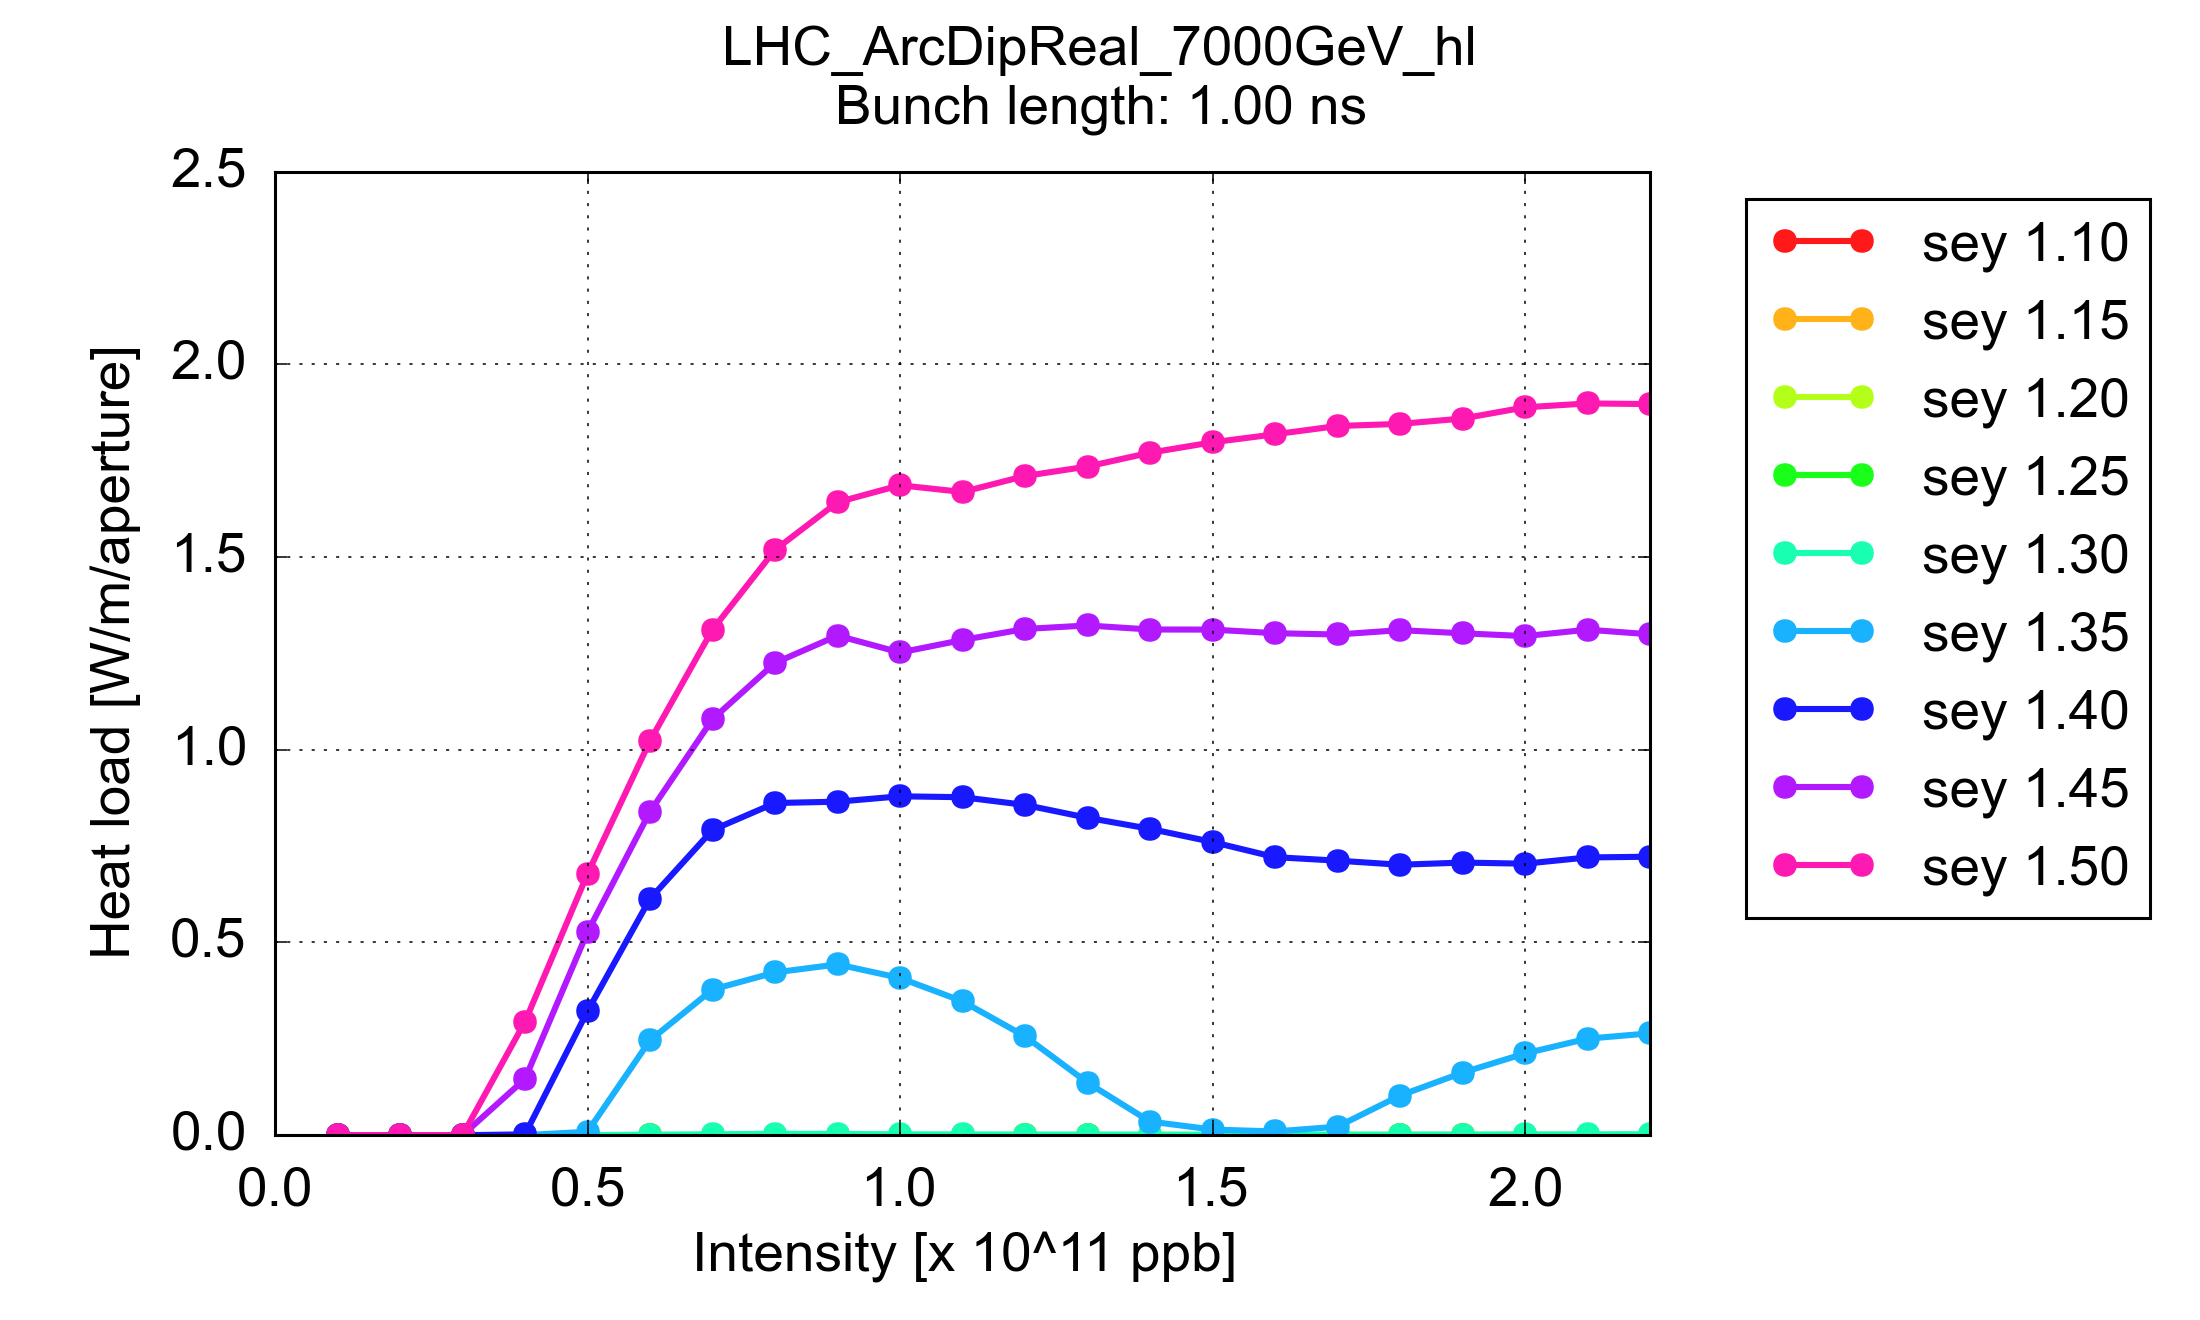 LHC_ArcDipReal_7000GeV_hl
Bunch length: 1.00 ns
2.5
2.0
1.5
1.0
0.5
0.0
Heat load [W/m/aperture]
0.0 0.5 1.0 1.5 2.0
Intensity [x 10^11 ppb]
sey 1.10
sey 1.15
sey 1.20
sey 1.25
sey 1.30
sey 1.35
sey 1.40
sey 1.45
sey 1.50